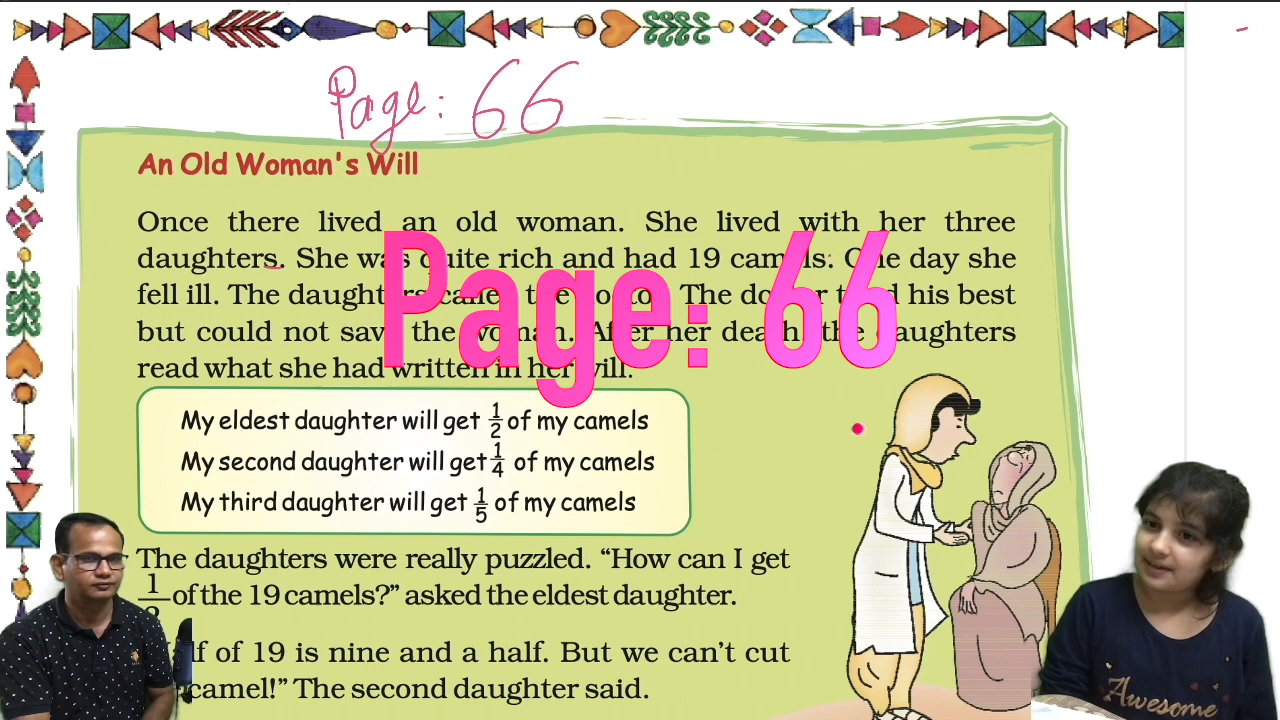 Page: 66
An Old Woman's Will
Once there lived an old woman. She lived with her three
daughters. She was quite rich and had 19 camels. One day she
fell ill. The daughters called the doctor. The doctor tried his best
but could not save the woman. After her death, the daughters
read what she had written in her will.
Page: 66
My eldest daughter will get 1/2 of my camels
My second daughter will get 1/4 of my camels
My third daughter will get 1/5 of my camels
The daughters were really puzzled. “How can I get
1/2 of the 19 camels?” asked the eldest daughter.
of 19 is nine and a half. But we can’t cut
camel!” The second daughter said.
Awesome